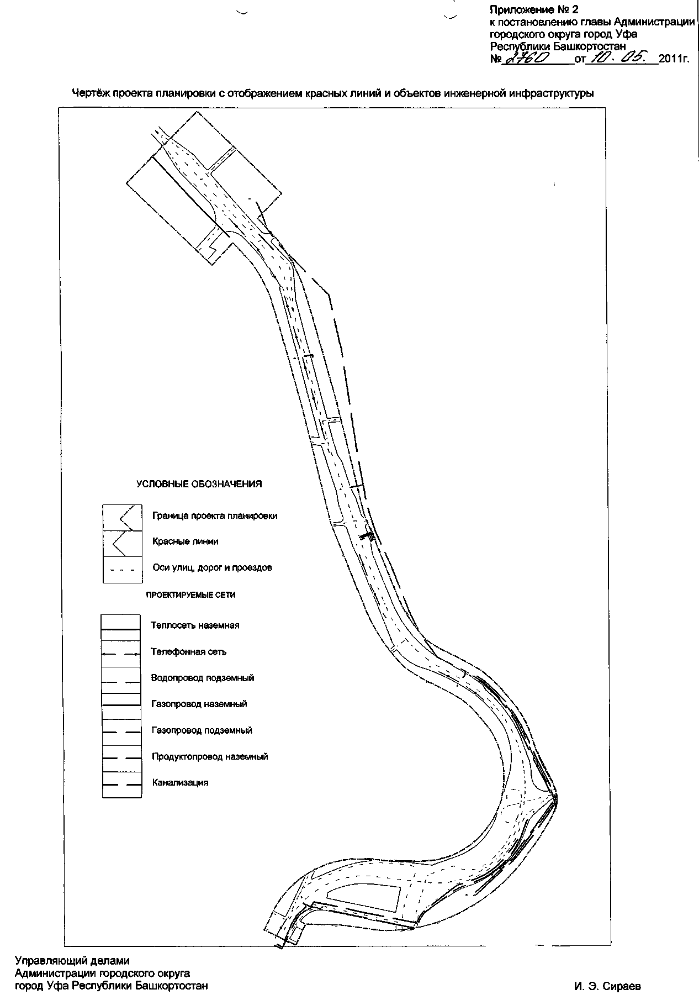 Приложение № 2
к постановлению главы Администрации
городского округа город Уфа
Республики Башкортостан
№ 2760 от 10.05. 2011г.
Чертёж проекта планировки с отображением красных линий и объектов инженерной инфраструктуры
УСЛОВНЫЕ ОБОЗНАЧЕНИЯ
Граница проекта планировки
Красные линии
Оси улиц, дорог и проездов
ПРОЕКТИРУЕМЫЕ СЕТИ
Теплосеть наземная
Телефонная сеть
Водопровод подземный
Газопровод наземный
Газопровод подземный
Продуктопровод наземный
Канализация
Управляющий делами
Администрации городского округа
город Уфа Республики Башкортостан
И. Э. Сираев